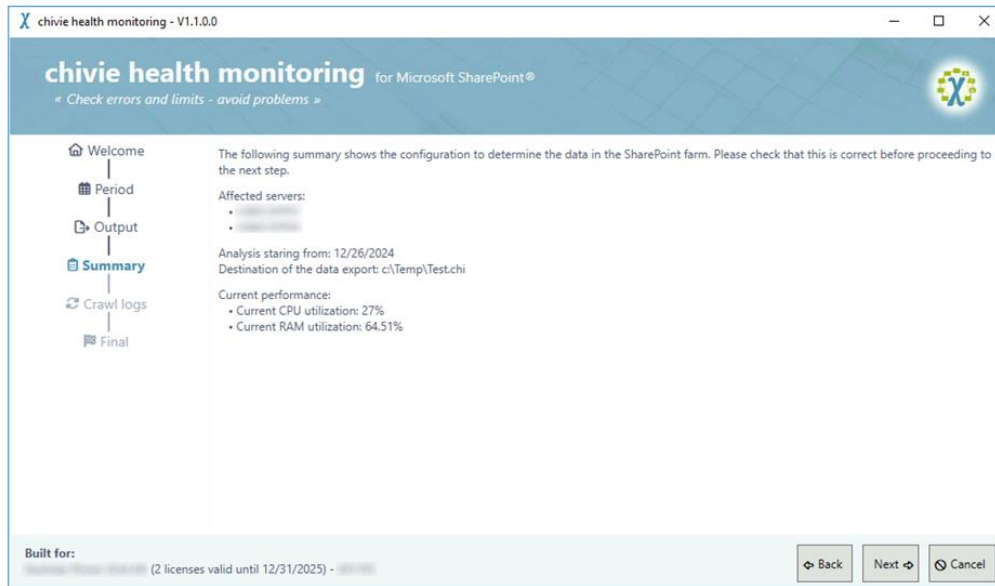 chivie health monitoring - V1.1.0.0
chivie health monitoring for Microsoft SharePoint®
« Check errors and limits - avoid problems »
Welcome
Period
Output
Summary
Crawl logs
Final
The following summary shows the configuration to determine the data in the SharePoint farm. Please check that this is correct before proceeding to
the next step.
Affected servers:
•
•
Analysis staring from: 12/26/2024
Destination of the data export: c:\Temp\Test.chi
Current performance:
• Current CPU utilization: 27%
• Current RAM utilization: 64.51%
Built for:
(2 licenses valid until 12/31/2025) -
Back
Next
Cancel